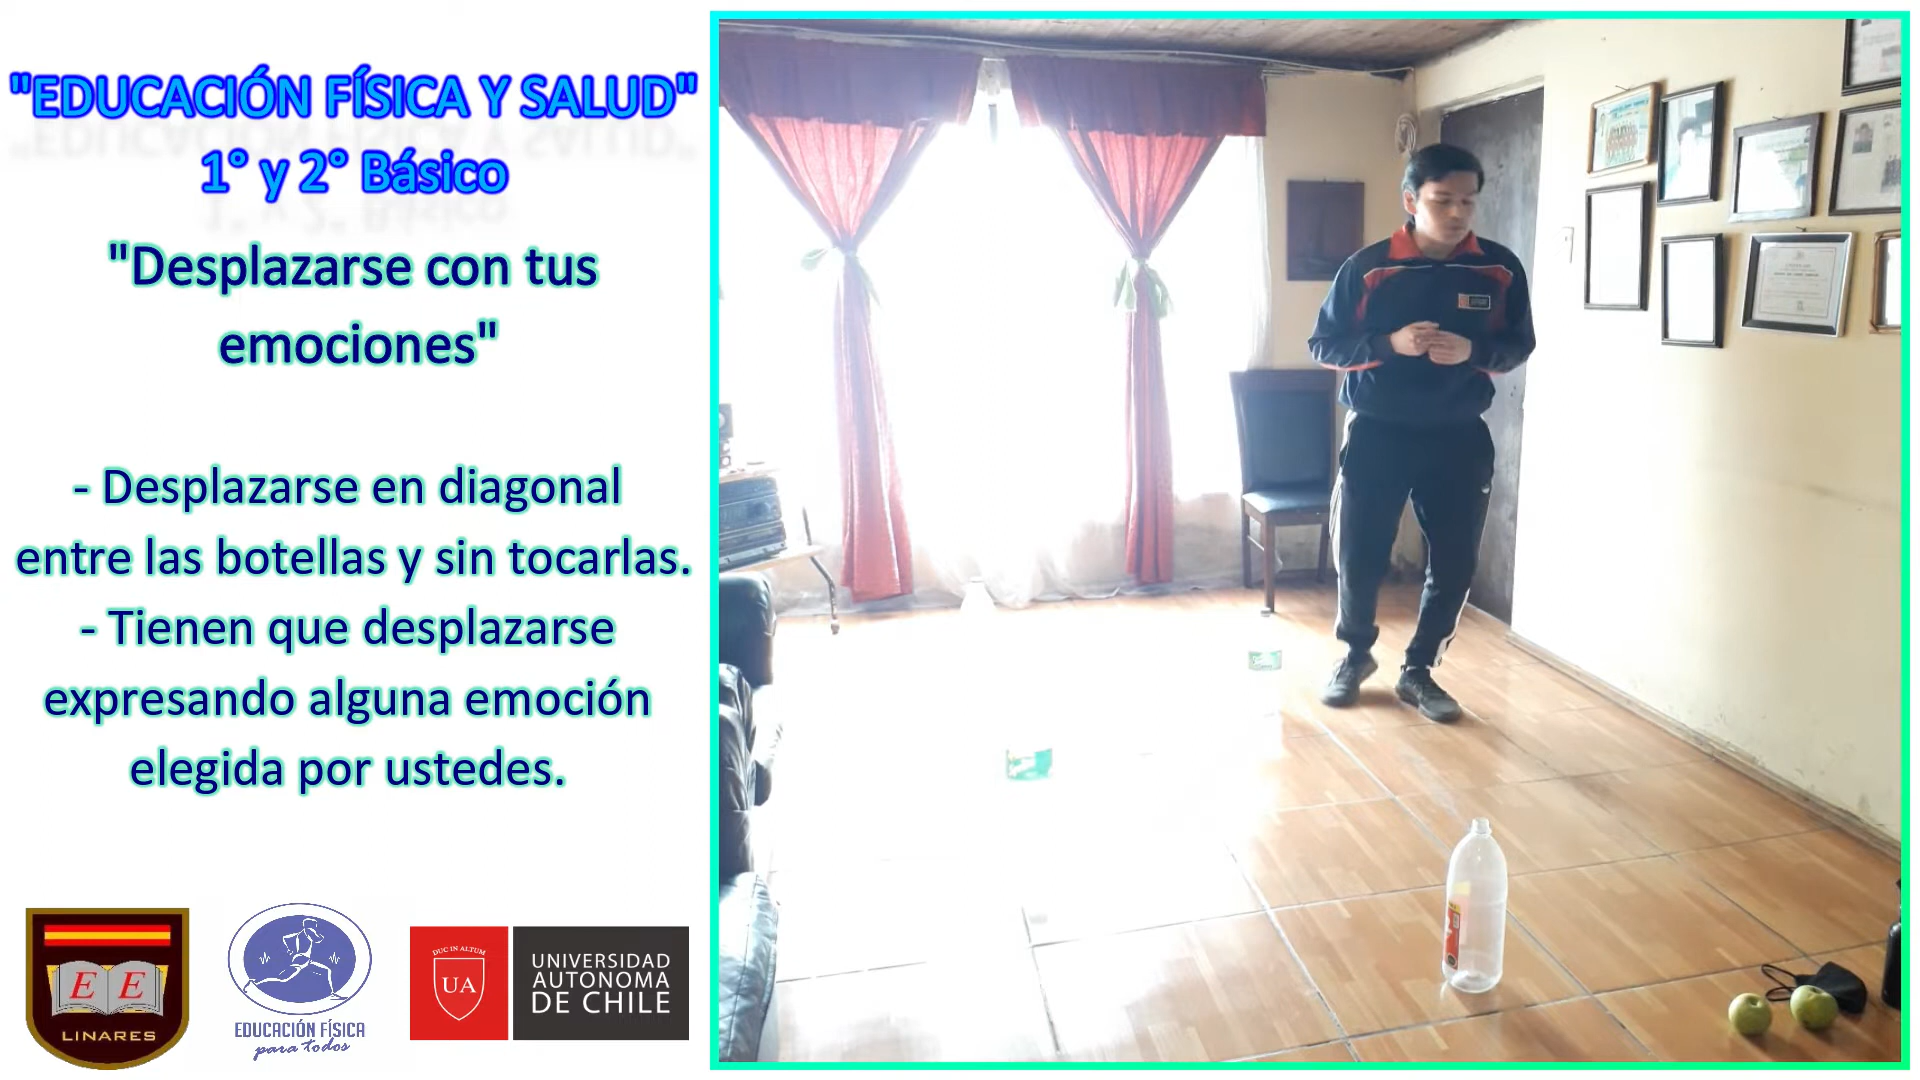 "EDUCACIÓN FÍSICA Y SALUD"
1° y 2° Básico
"Desplazarse con tus
emociones"
- Desplazarse en diagonal
entre las botellas y sin tocarlas.
- Tienen que desplazarse
expresando alguna emoción
elegida por ustedes.
E E
LINARES
EDUCACIÓN FÍSICA
para todos
DUC IN ALTUM
UA
UNIVERSIDAD
AUTONOMA
DE CHILE